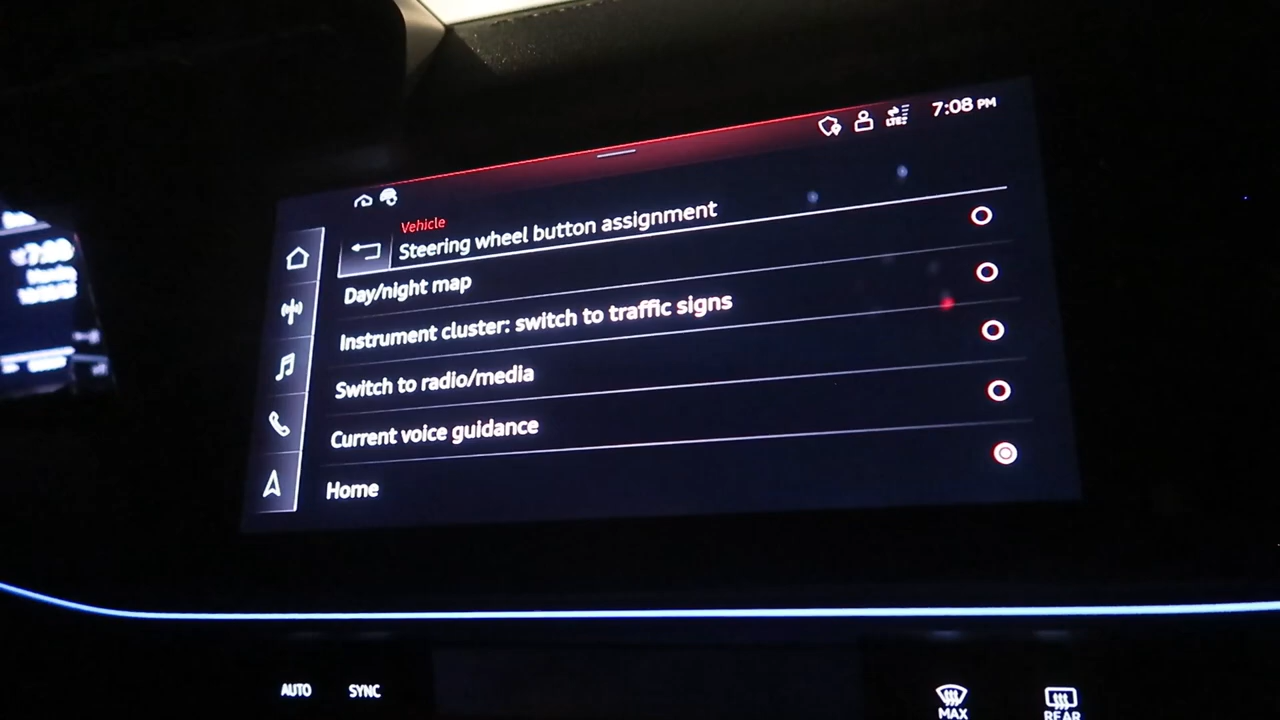 7:08 PM
LTE
Vehicle
Steering wheel button assignment
Day/night map
Instrument cluster: switch to traffic signs
Switch to radio/media
Current voice guidance
Home
AUTO
SYNC
MAX
REAR